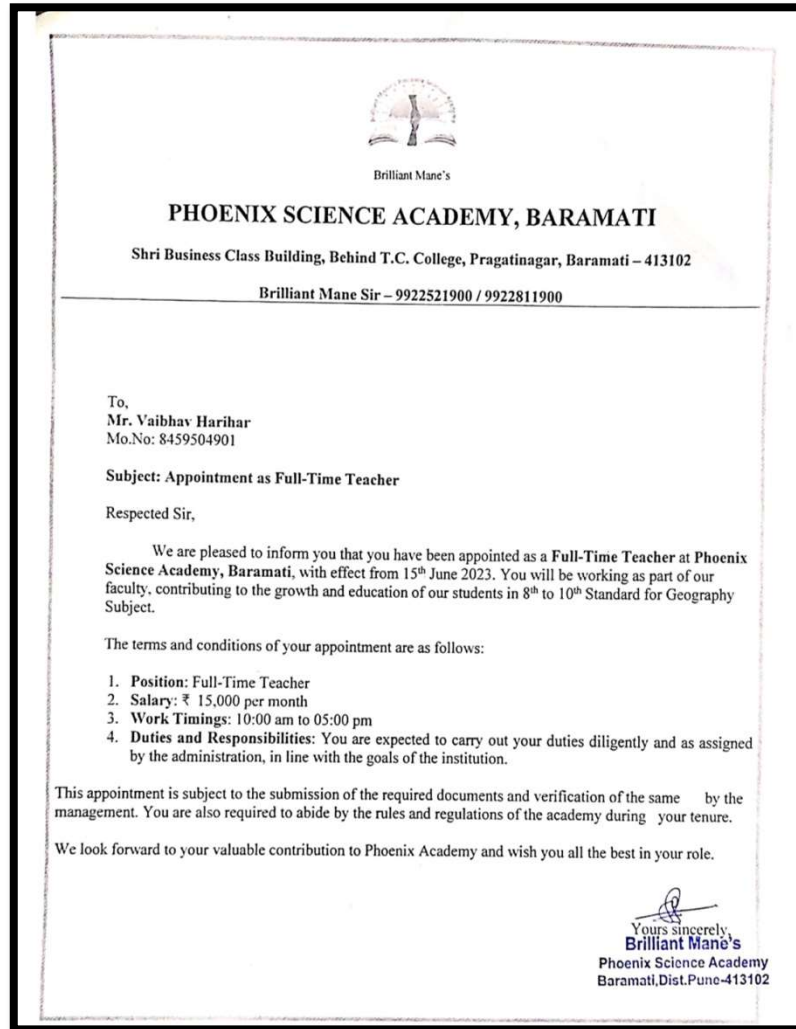 Brilliant Mane's
PHOENIX SCIENCE ACADEMY, BARAMATI
Shri Business Class Building, Behind T.C. College, Pragatinagar, Baramati – 413102
Brilliant Mane Sir – 9922521900 / 9922811900
To,
Mr. Vaibhav Harihar
Mo.No: 8459504901
Subject: Appointment as Full-Time Teacher
Respected Sir,
We are pleased to inform you that you have been appointed as a Full-Time Teacher at Phoenix
Science Academy, Baramati, with effect from 15th June 2023. You will be working as part of our
faculty, contributing to the growth and education of our students in 8th to 10th Standard for Geography
Subject.
The terms and conditions of your appointment are as follows:
1. Position: Full-Time Teacher
2. Salary: ₹ 15,000 per month
3. Work Timings: 10:00 am to 05:00 pm
4. Duties and Responsibilities: You are expected to carry out your duties diligently and as assigned
by the administration, in line with the goals of the institution.
This appointment is subject to the submission of the required documents and verification of the same by the
management. You are also required to abide by the rules and regulations of the academy during your tenure.
We look forward to your valuable contribution to Phoenix Academy and wish you all the best in your role.
Yours sincerely,
Brilliant Mane's
Phoenix Science Academy
Baramati,Dist.Pune-413102